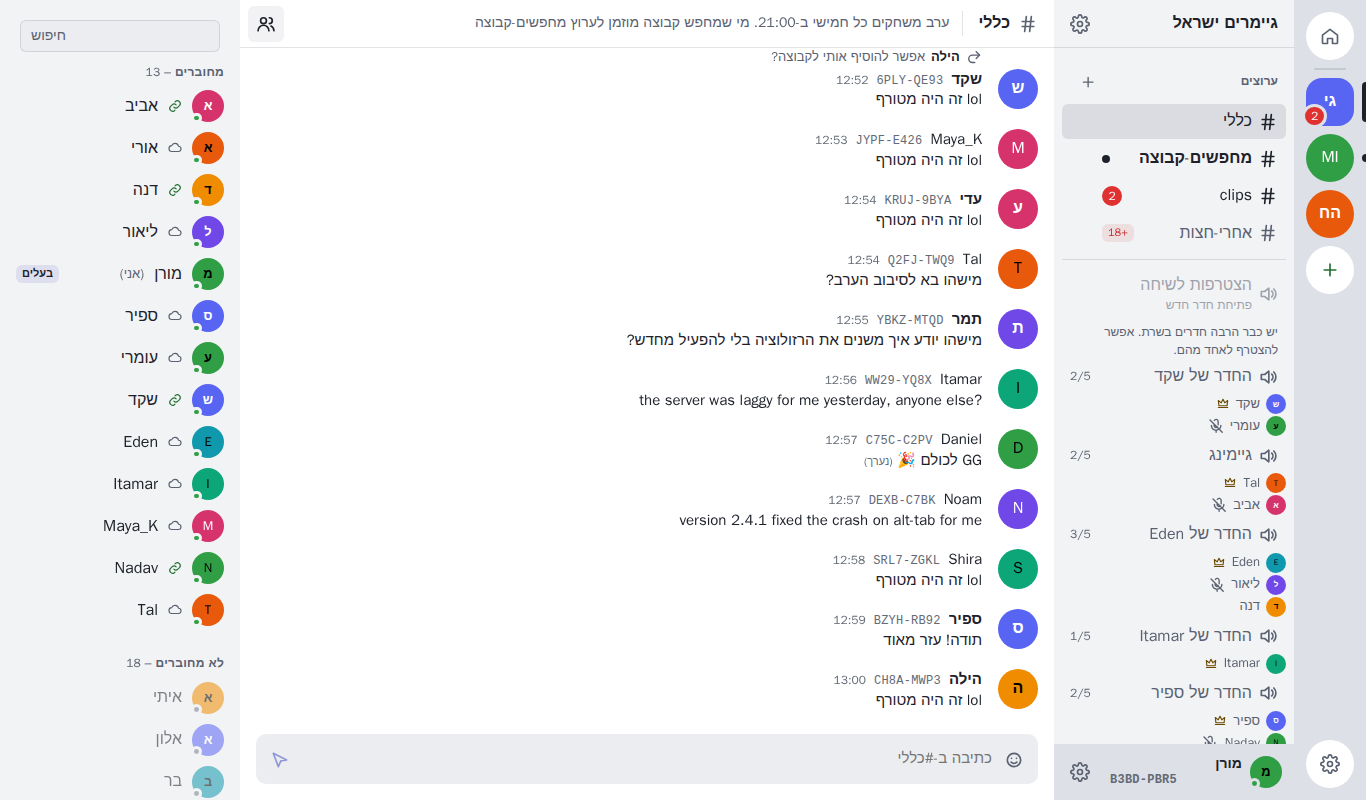 גי
2
MI
הח
גיימרים ישראל
ערוצים
כללי
מחפשים-קבוצה
clips
2
אחרי-חצות
18+
הצטרפות לשיחה
פתיחת חדר חדש
יש כבר הרבה חדרים בשרת. אפשר
להצטרף לאחד מהם.
החדר של שקד
2/5
ש
שקד
ע
עומרי
גיימינג
2/5
T
Tal
א
אביב
החדר של Eden
3/5
E
Eden
ל
ליאור
ד
דנה
החדר של Itamar
1/5
I
Itamar
החדר של ספיר
2/5
ס
ספיר
N
Nadav
מ
מורן
B3BD-PBR5
# כללי
ערב משחקים כל חמישי ב-21:00. מי שמחפש קבוצה מוזמן לערוץ מחפשים-קבוצה
הילה אפשר להוסיף אותי לקבוצה?
ש
שקד 6PLY-QE93 12:52
lol זה היה מטורף
M
Maya_K JYPF-E426 12:53
lol זה היה מטורף
ע
עדי KRUJ-9BYA 12:54
lol זה היה מטורף
T
Tal Q2FJ-TWQ9 12:54
מישהו בא לסיבוב הערב?
ת
תמר YBKZ-MTQD 12:55
מישהו יודע איך משנים את הרזולוציה בלי להפעיל מחדש?
I
Itamar WW29-YQ8X 12:56
the server was laggy for me yesterday, anyone else?
D
Daniel C75C-C2PV 12:57
GG לכולם 🎉 (נערך)
N
Noam DEXB-C7BK 12:57
version 2.4.1 fixed the crash on alt-tab for me
S
Shira SRL7-ZGKL 12:58
lol זה היה מטורף
ס
ספיר BZYH-RB92 12:59
תודה! עזר מאוד
ה
הילה CH8A-MWP3 13:00
lol זה היה מטורף
כתיבה ב-#כללי
חיפוש
מחוברים – 13
א
אביב
א
אורי
ד
דנה
ל
ליאור
מ
מורן (אני)
בעלים
ס
ספיר
ע
עומרי
ש
שקד
E
Eden
I
Itamar
M
Maya_K
N
Nadav
T
Tal
לא מחוברים – 18
א
איתי
א
אלון
ב
בר